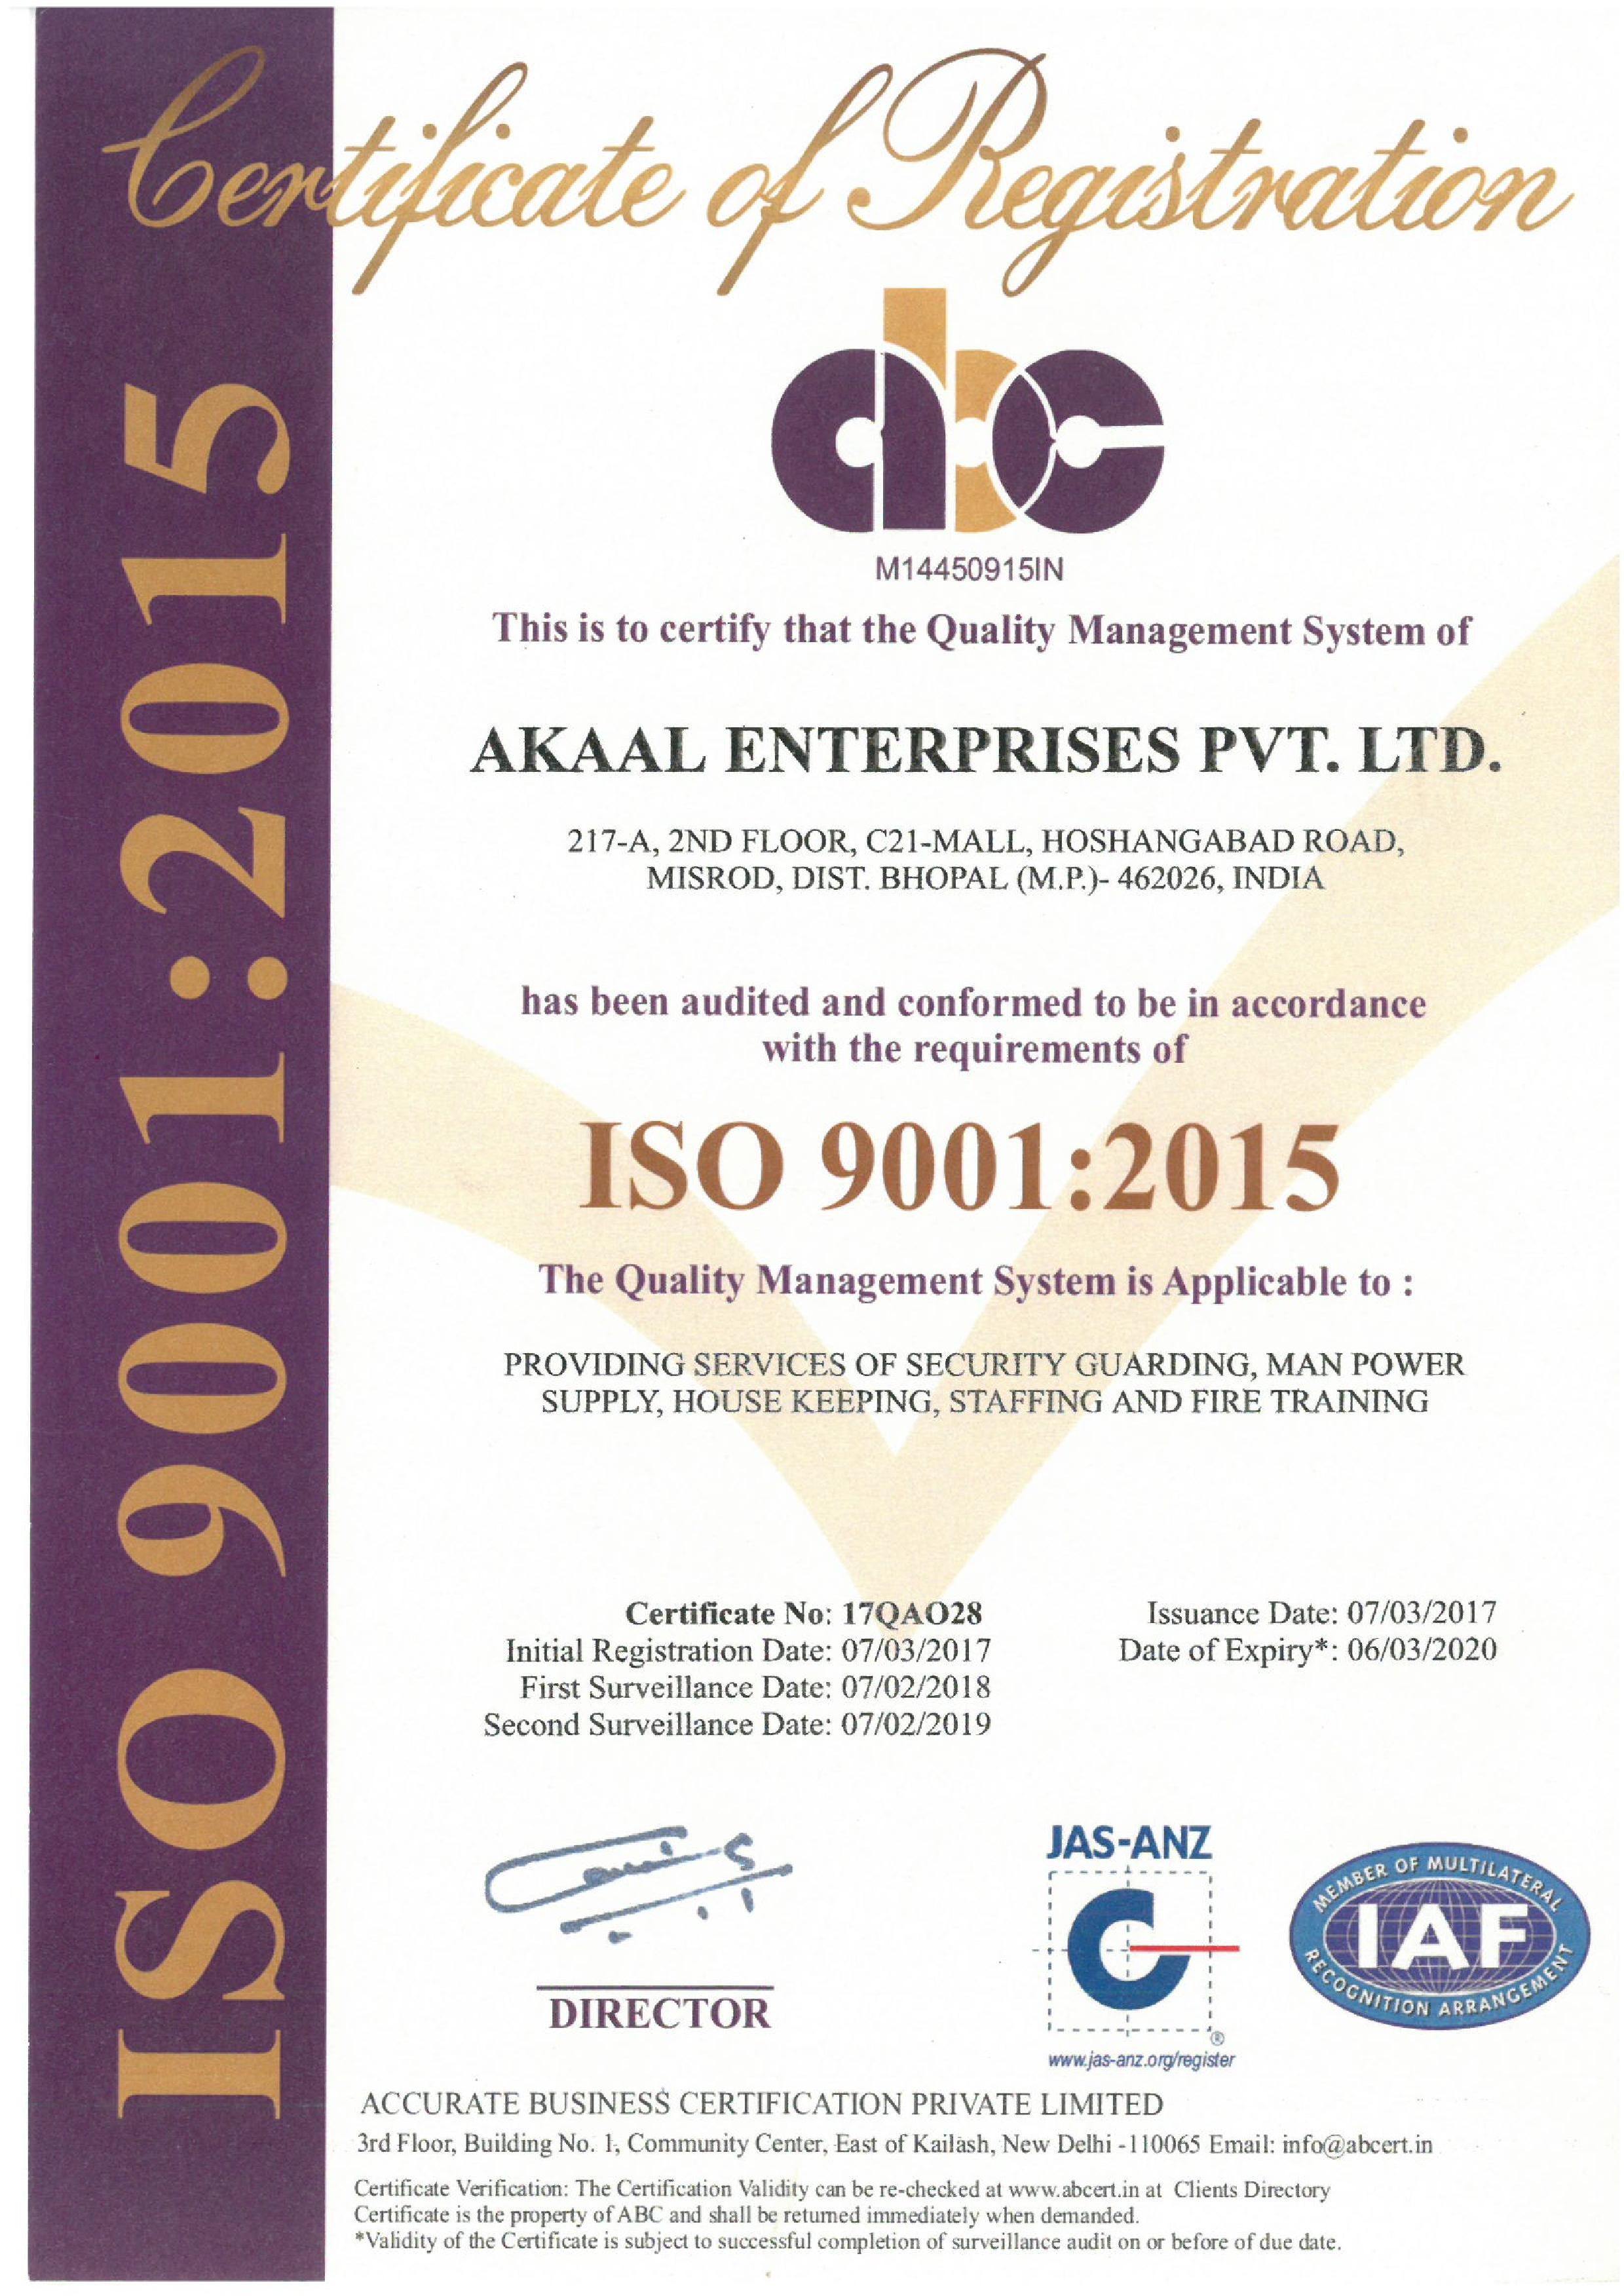 Certificate of Registration
ISO 9001:2015
abc
M14450915IN
This is to certify that the Quality Management System of
AKAAL ENTERPRISES PVT. LTD.
217-A, 2ND FLOOR, C21-MALL, HOSHANGABAD ROAD,
MISROD, DIST. BHOPAL (M.P.)- 462026, INDIA
has been audited and conformed to be in accordance
with the requirements of
ISO 9001:2015
The Quality Management System is Applicable to :
PROVIDING SERVICES OF SECURITY GUARDING, MAN POWER
SUPPLY, HOUSE KEEPING, STAFFING AND FIRE TRAINING
Certificate No: 17QAO28
Initial Registration Date: 07/03/2017
First Surveillance Date: 07/02/2018
Second Surveillance Date: 07/02/2019
Issuance Date: 07/03/2017
Date of Expiry*: 06/03/2020
DIRECTOR
JAS-ANZ
®
www.jas-anz.org/register
MEMBER OF MULTILATERAL
IAF
RECOGNITION ARRANGEMENT
ACCURATE BUSINESS CERTIFICATION PRIVATE LIMITED
3rd Floor, Building No. 1, Community Center, East of Kailash, New Delhi -110065 Email: info@abcert.in
Certificate Verification: The Certification Validity can be re-checked at www.abcert.in at Clients Directory
Certificate is the property of ABC and shall be returned immediately when demanded.
*Validity of the Certificate is subject to successful completion of surveillance audit on or before of due date.